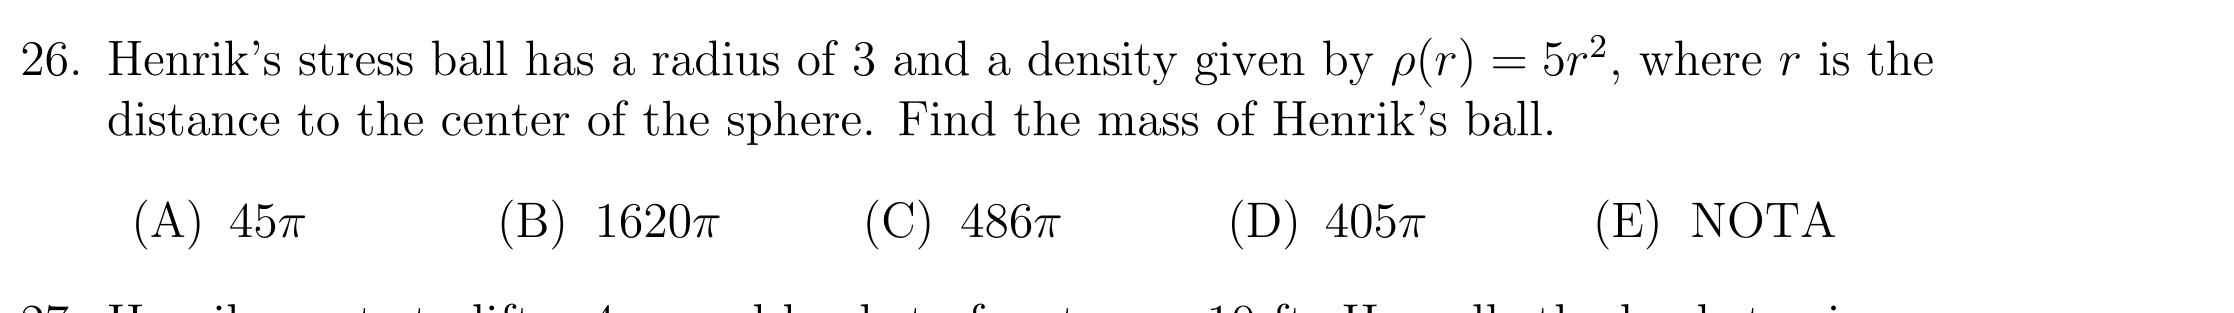 26. Henrik's stress ball has a radius of 3 and a density given by ρ(r) = 5r², where r is the
distance to the center of the sphere. Find the mass of Henrik's ball.
(A) 45π (B) 1620π (C) 486π (D) 405π (E) NOTA